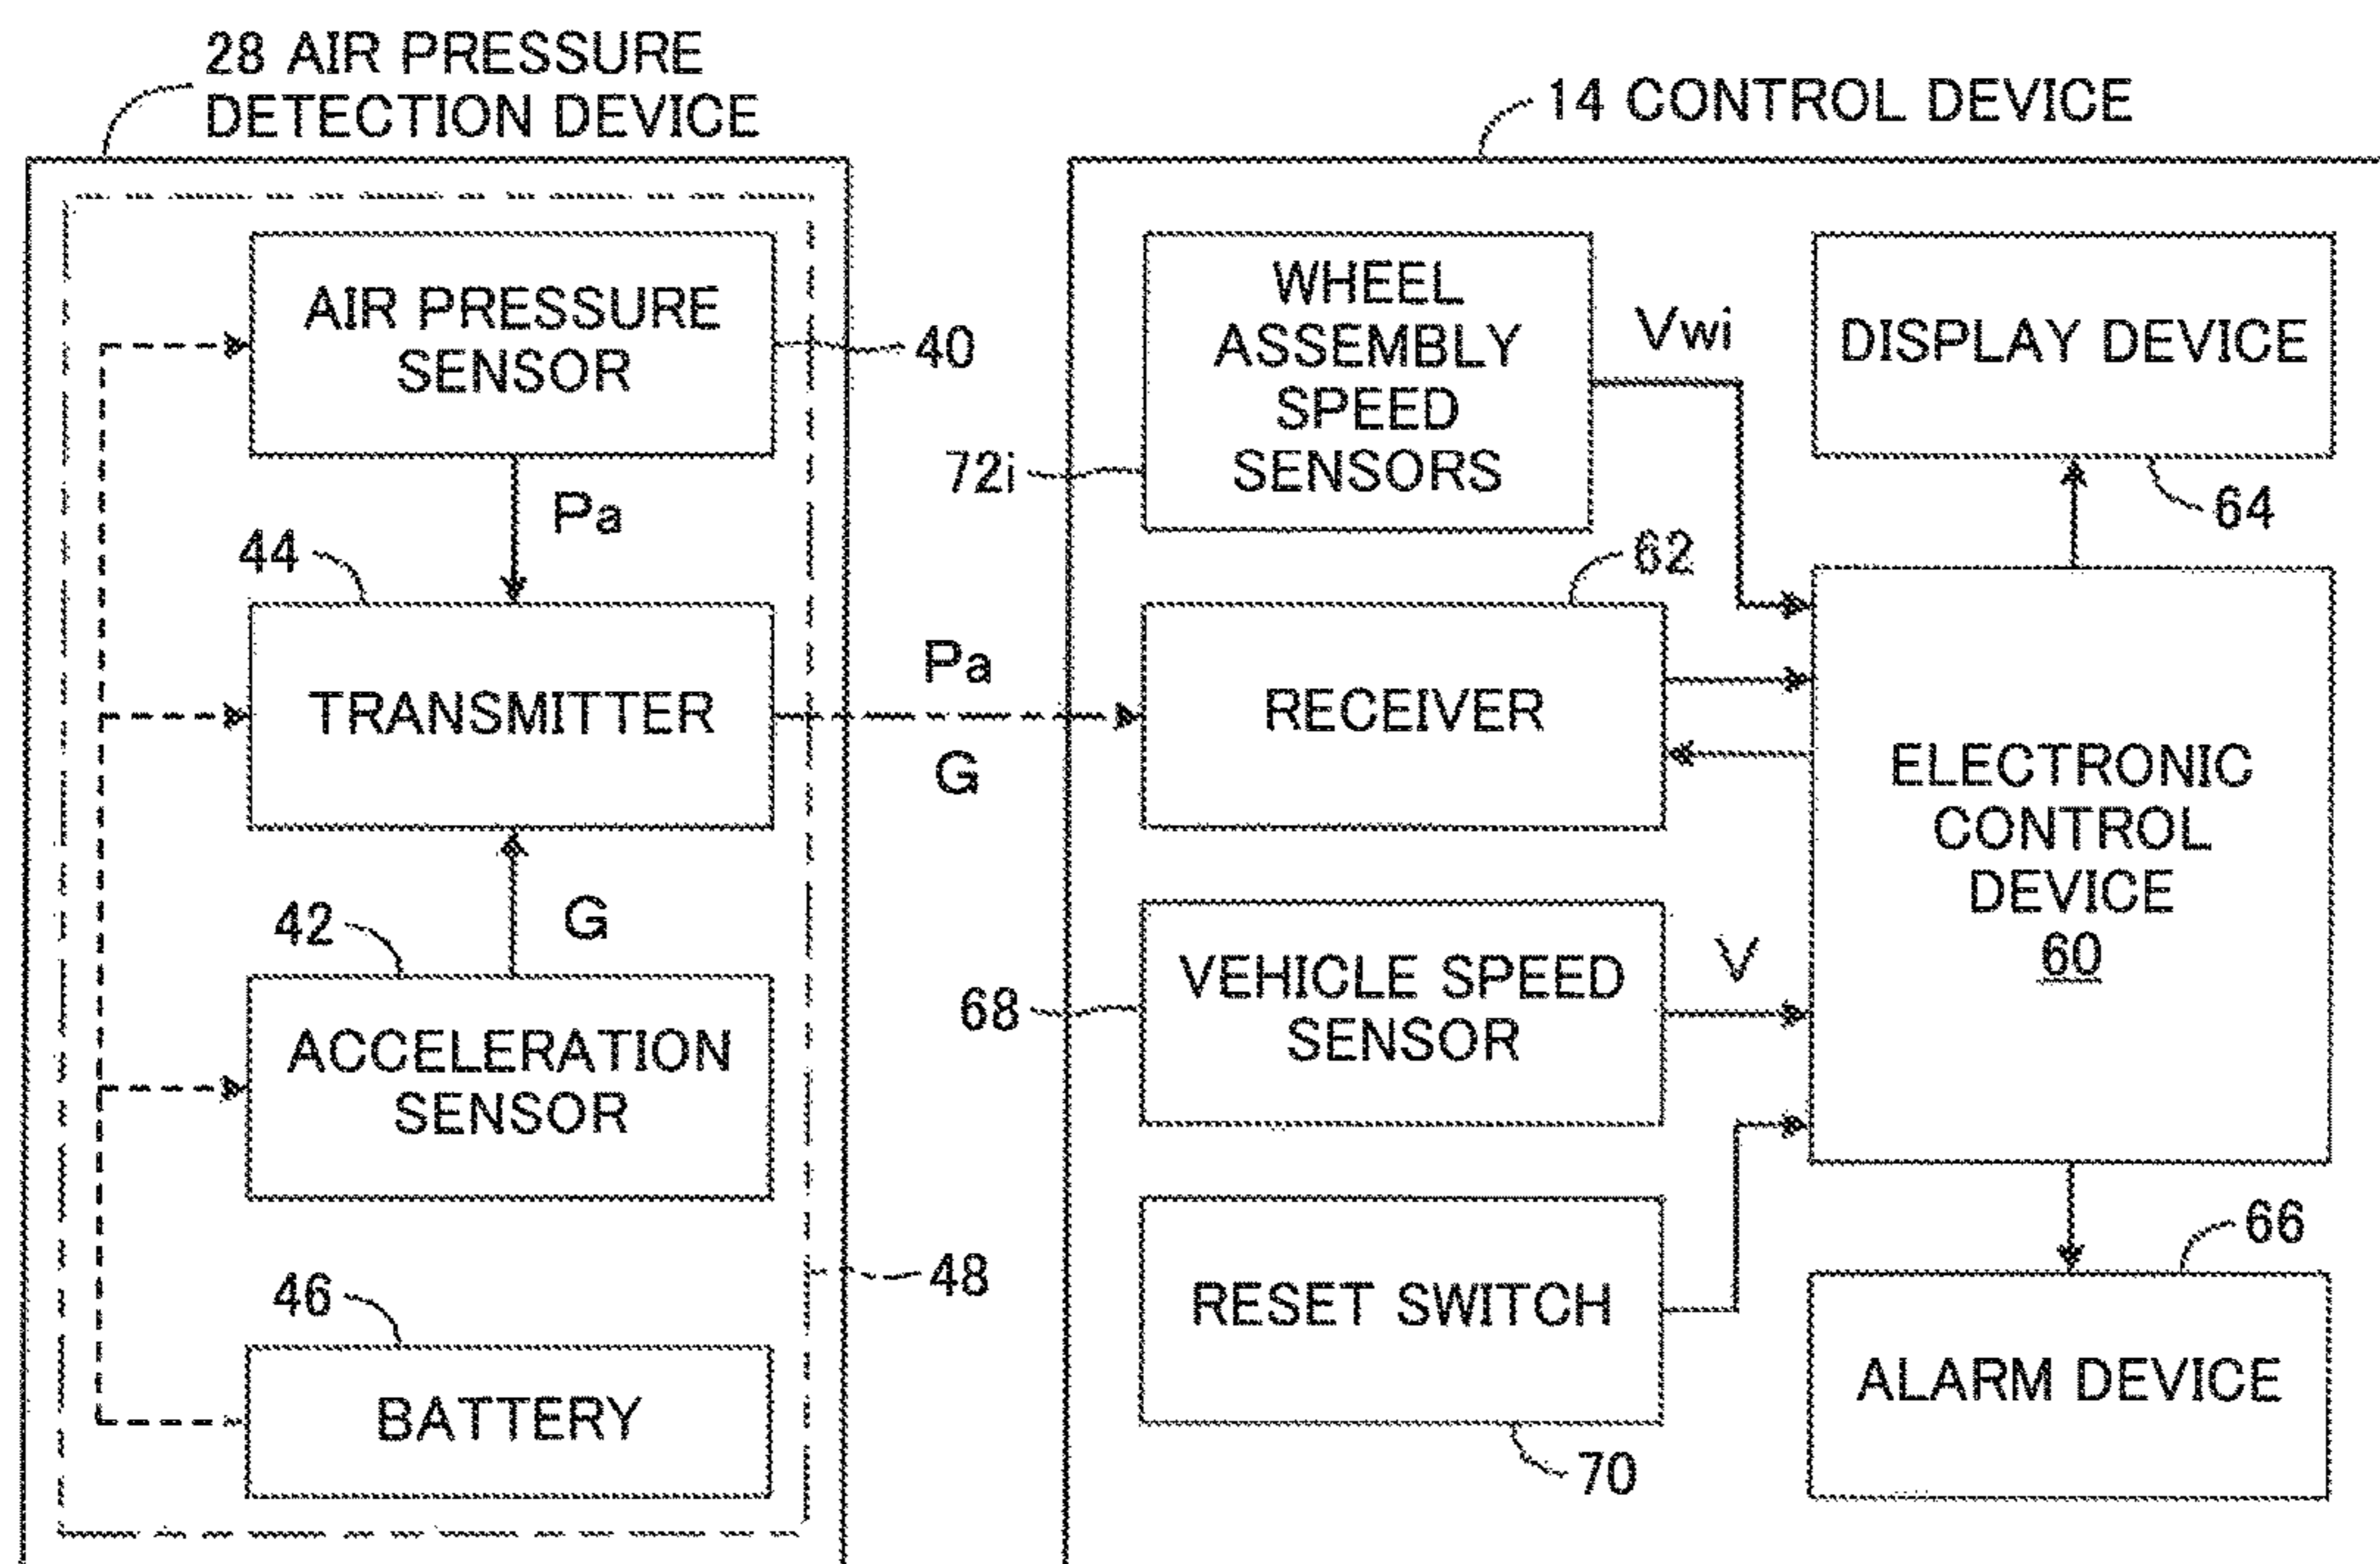 28 AIR PRESSURE
DETECTION DEVICE
AIR PRESSURE
SENSOR
40
Pa
44
TRANSMITTER
Pa
G
42
G
ACCELERATION
SENSOR
48
46
BATTERY
14 CONTROL DEVICE
WHEEL
ASSEMBLY
SPEED
SENSORS
72i
Vwi
DISPLAY DEVICE
64
62
RECEIVER
ELECTRONIC
CONTROL
DEVICE
60
VEHICLE SPEED
SENSOR
68
V
RESET SWITCH
70
66
ALARM DEVICE